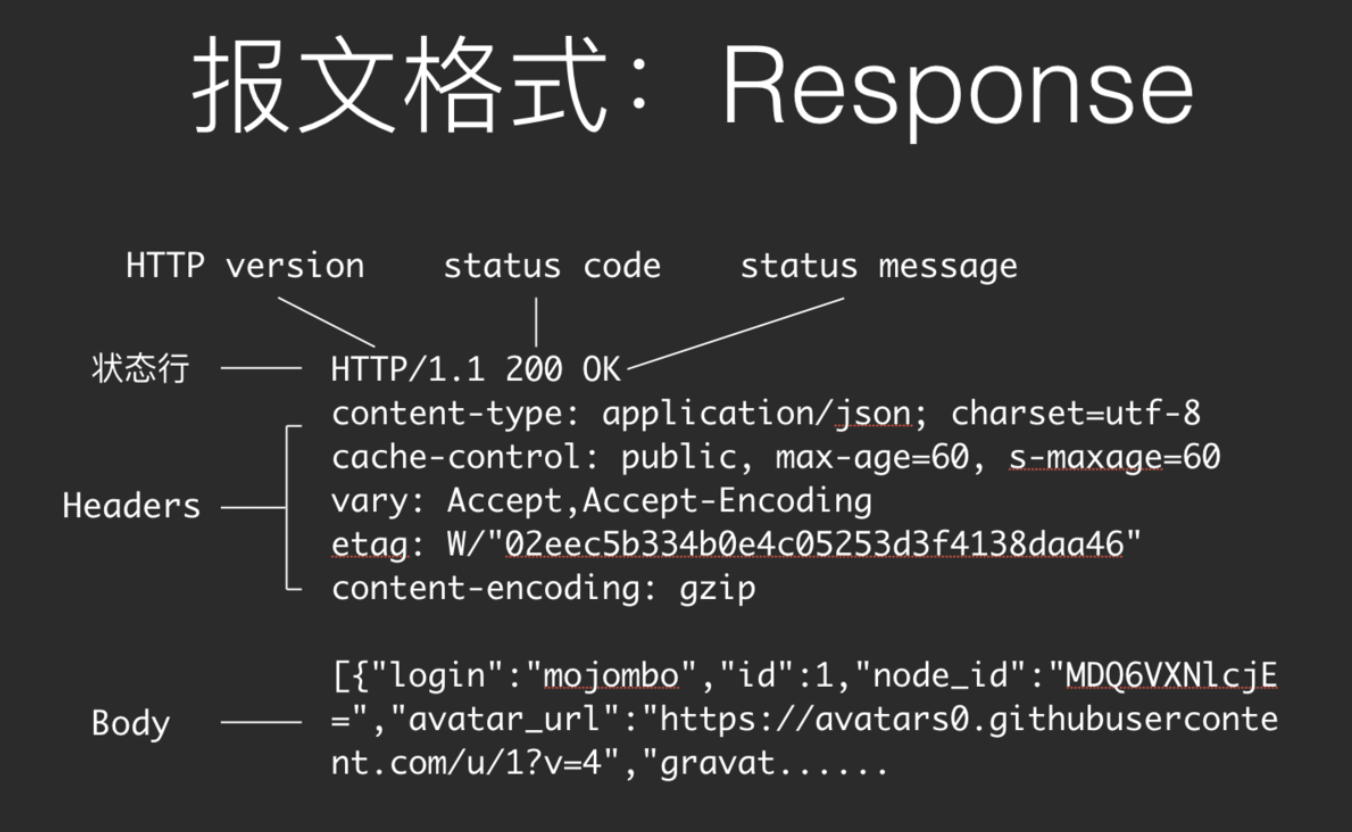 报文格式：Response
HTTP version status code status message
状态行 HTTP/1.1 200 OK
content-type: application/json; charset=utf-8
cache-control: public, max-age=60, s-maxage=60
vary: Accept,Accept-Encoding
Headers
etag: W/"02eec5b334b0e4c05253d3f4138daa46"
content-encoding: gzip
[{"login":"mojombo","id":1,"node_id":"MDQ6VXNlcjE
Body =","avatar_url":"https://avatars0.githubuserconte
nt.com/u/1?v=4","gravat......